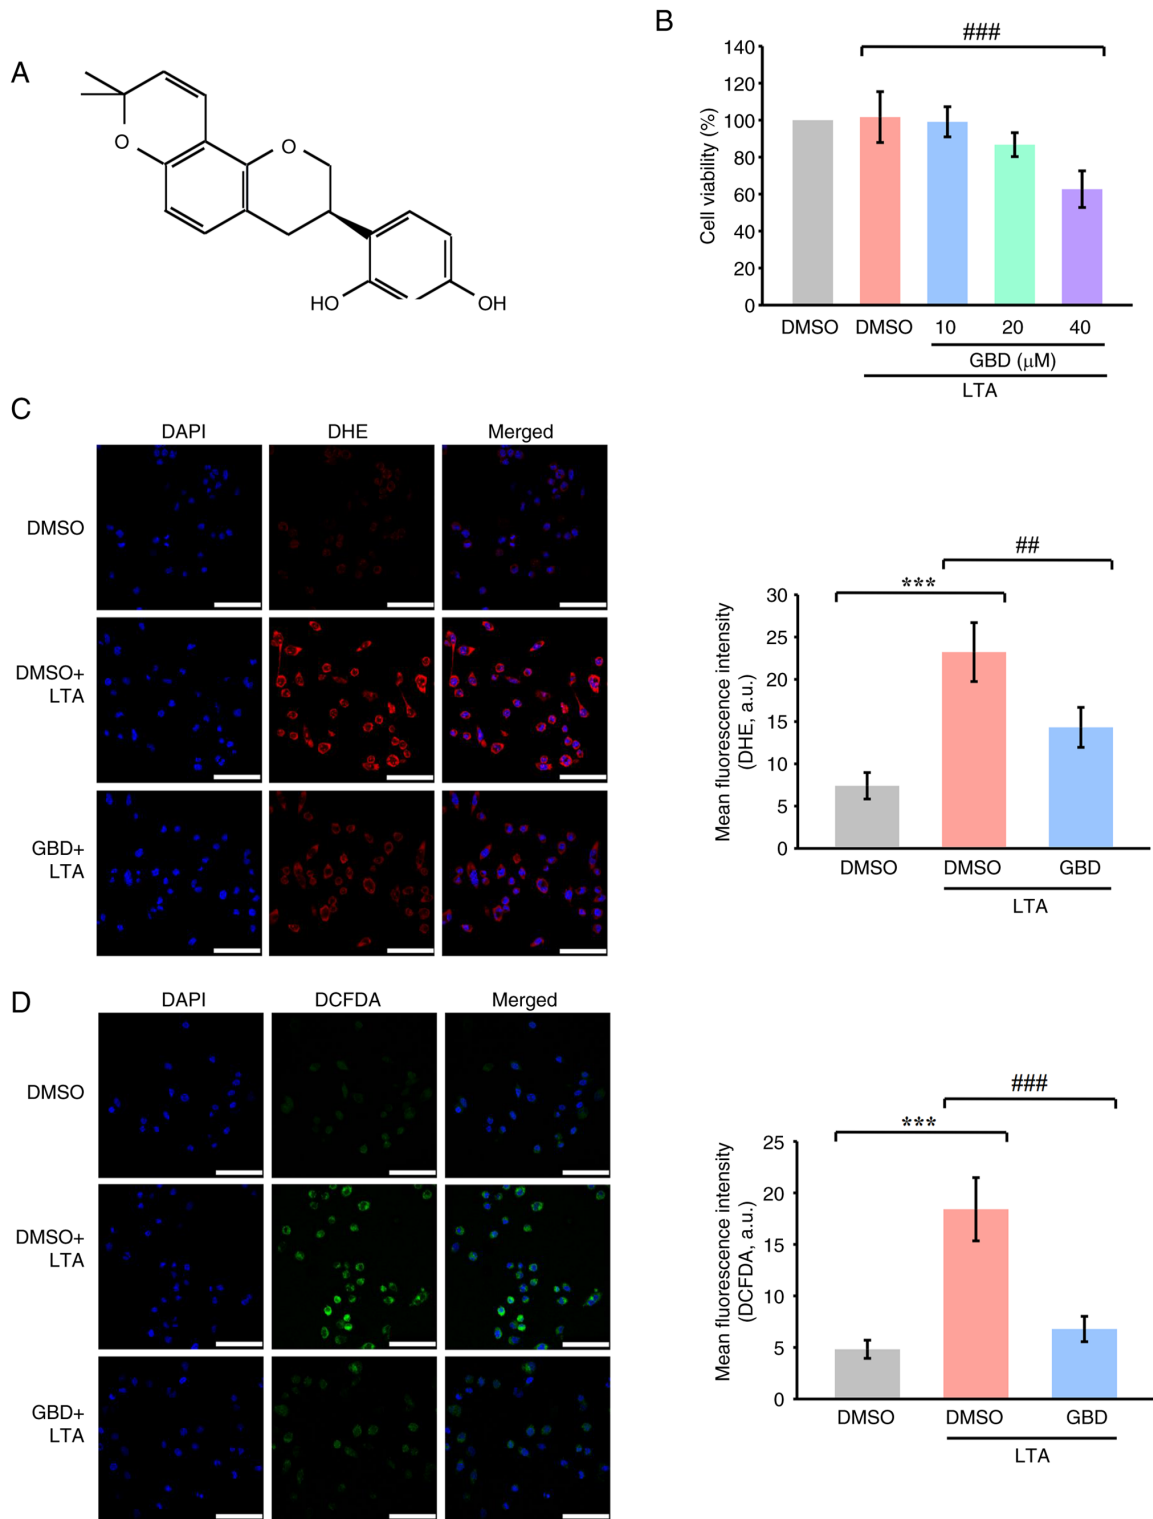 A
O
O
HO
OH
B
###
Cell viability (%)
140
120
100
80
60
40
20
0
DMSO DMSO 10 20 40
GBD (μM)
LTA
C
DAPI DHE Merged
DMSO
DMSO+
LTA
GBD+
LTA
##
***
Mean fluorescence intensity
(DHE, a.u.)
30
25
20
15
10
5
0
DMSO DMSO GBD
LTA
D
DAPI DCFDA Merged
DMSO
DMSO+
LTA
GBD+
LTA
###
***
Mean fluorescence intensity
(DCFDA, a.u.)
25
20
15
10
5
0
DMSO DMSO GBD
LTA